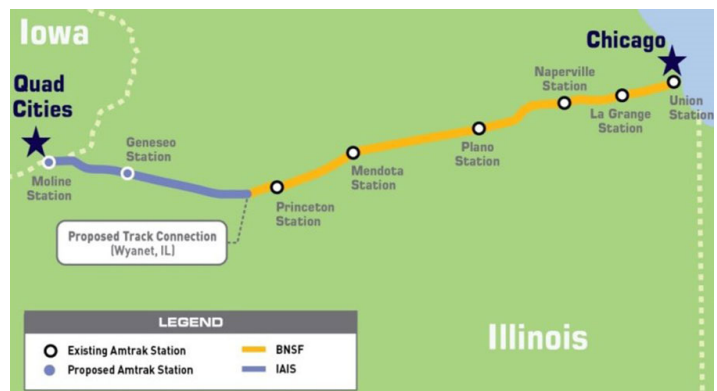 Iowa
Chicago
Quad
Cities
Naperville
Station
Union
Station
La Grange
Station
Geneseo
Station
Plano
Station
Moline
Station
Mendota
Station
Princeton
Station
Proposed Track Connection
(Wyanet, IL)
LEGEND
Existing Amtrak Station
BNSF
Proposed Amtrak Station
IAIS
Illinois